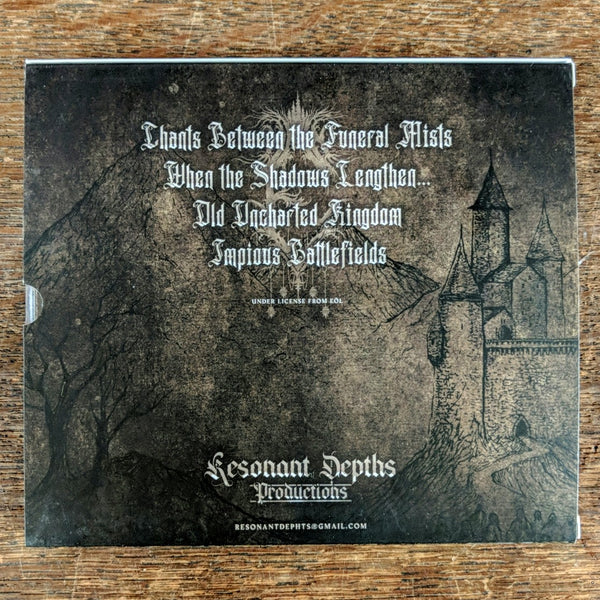 Chants Between the Funeral Mists
When the Shadows Lengthen...
Old Uncharted Kingdom
Impious Battlefields
UNDER LICENSE FROM EÖL
Resonant Depths
Productions
RESONANTDEPHTS@GMAIL.COM